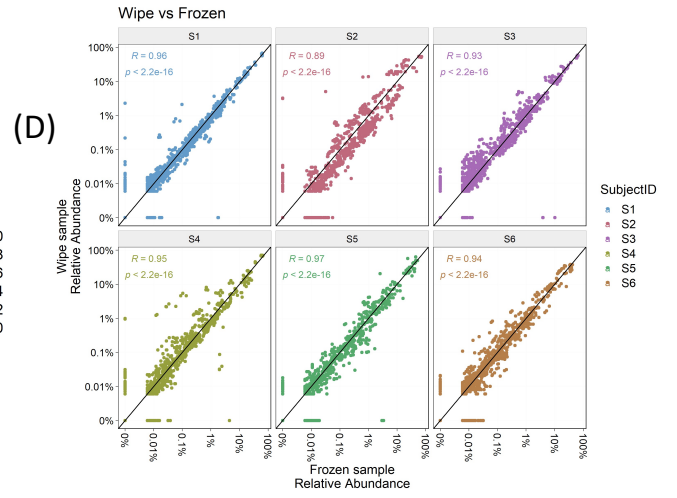 Wipe vs Frozen
(D)
S1
S2
S3
R = 0.96
p < 2.2e-16
R = 0.89
p < 2.2e-16
R = 0.93
p < 2.2e-16
100%
10%
1%
0.1%
0.01%
0%
S4
S5
S6
R = 0.95
p < 2.2e-16
R = 0.97
p < 2.2e-16
R = 0.94
p < 2.2e-16
100%
10%
1%
0.1%
0.01%
0%
Wipe sample
Relative Abundance
0% 0.01% 0.1% 1% 10% 100%
0% 0.01% 0.1% 1% 10% 100%
0% 0.01% 0.1% 1% 10% 100%
Frozen sample
Relative Abundance
SubjectID
S1
S2
S3
S4
S5
S6